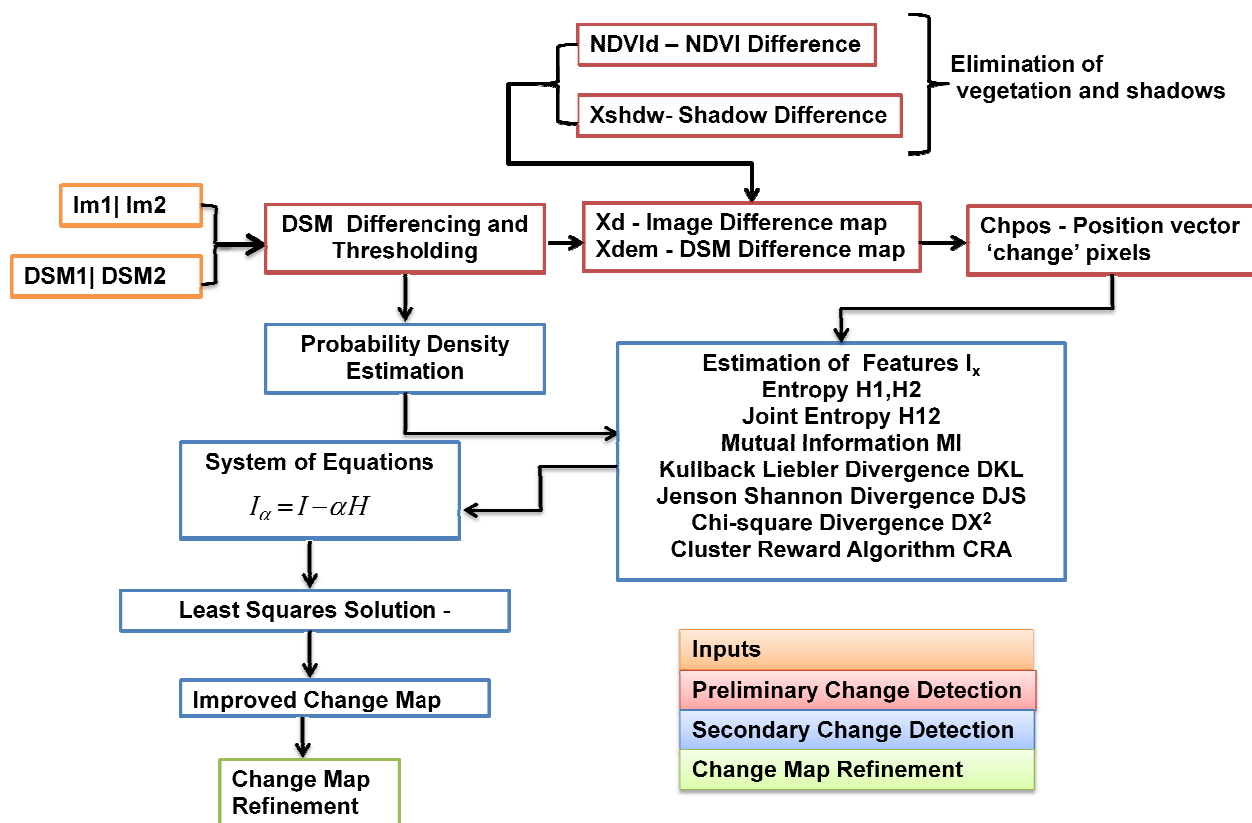 NDVId – NDVI Difference
Xshdw- Shadow Difference
Elimination of
vegetation and shadows
Im1| Im2
DSM1| DSM2
DSM Differencing and
Thresholding
Xd - Image Difference map
Xdem - DSM Difference map
Chpos - Position vector
‘change’ pixels
Probability Density
Estimation
Estimation of Features Iₓ
Entropy H1,H2
Joint Entropy H12
Mutual Information MI
Kullback Liebler Divergence DKL
Jenson Shannon Divergence DJS
Chi-square Divergence DX²
Cluster Reward Algorithm CRA
System of Equations
I_α = I − αH
Least Squares Solution -
Improved Change Map
Change Map
Refinement
Inputs
Preliminary Change Detection
Secondary Change Detection
Change Map Refinement